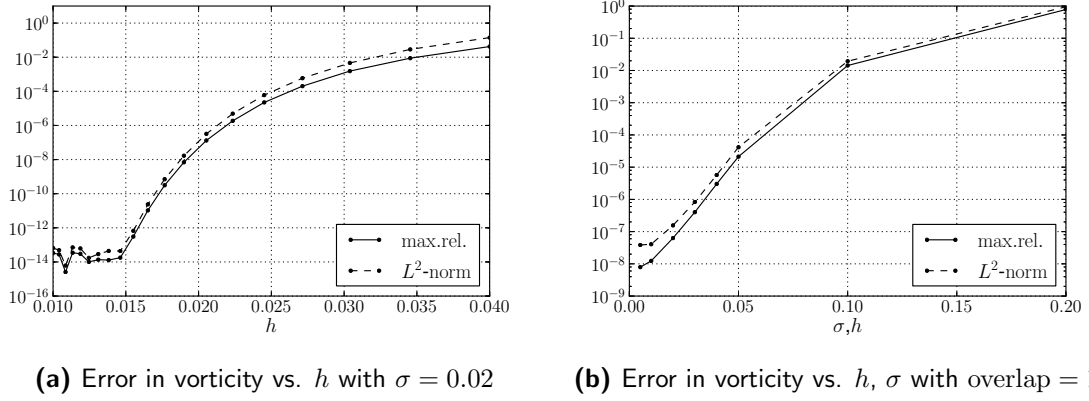 10^0
10^{-2}
10^{-4}
10^{-6}
10^{-8}
10^{-10}
10^{-12}
10^{-14}
10^{-16}
0.010 0.015 0.020 0.025 0.030 0.035 0.040
h
max.rel.
L^2-norm
10^0
10^{-1}
10^{-2}
10^{-3}
10^{-4}
10^{-5}
10^{-6}
10^{-7}
10^{-8}
10^{-9}
0.00 0.05 0.10 0.15 0.20
σ,h
max.rel.
L^2-norm
(a) Error in vorticity vs. h with σ = 0.02
(b) Error in vorticity vs. h, σ with overlap =